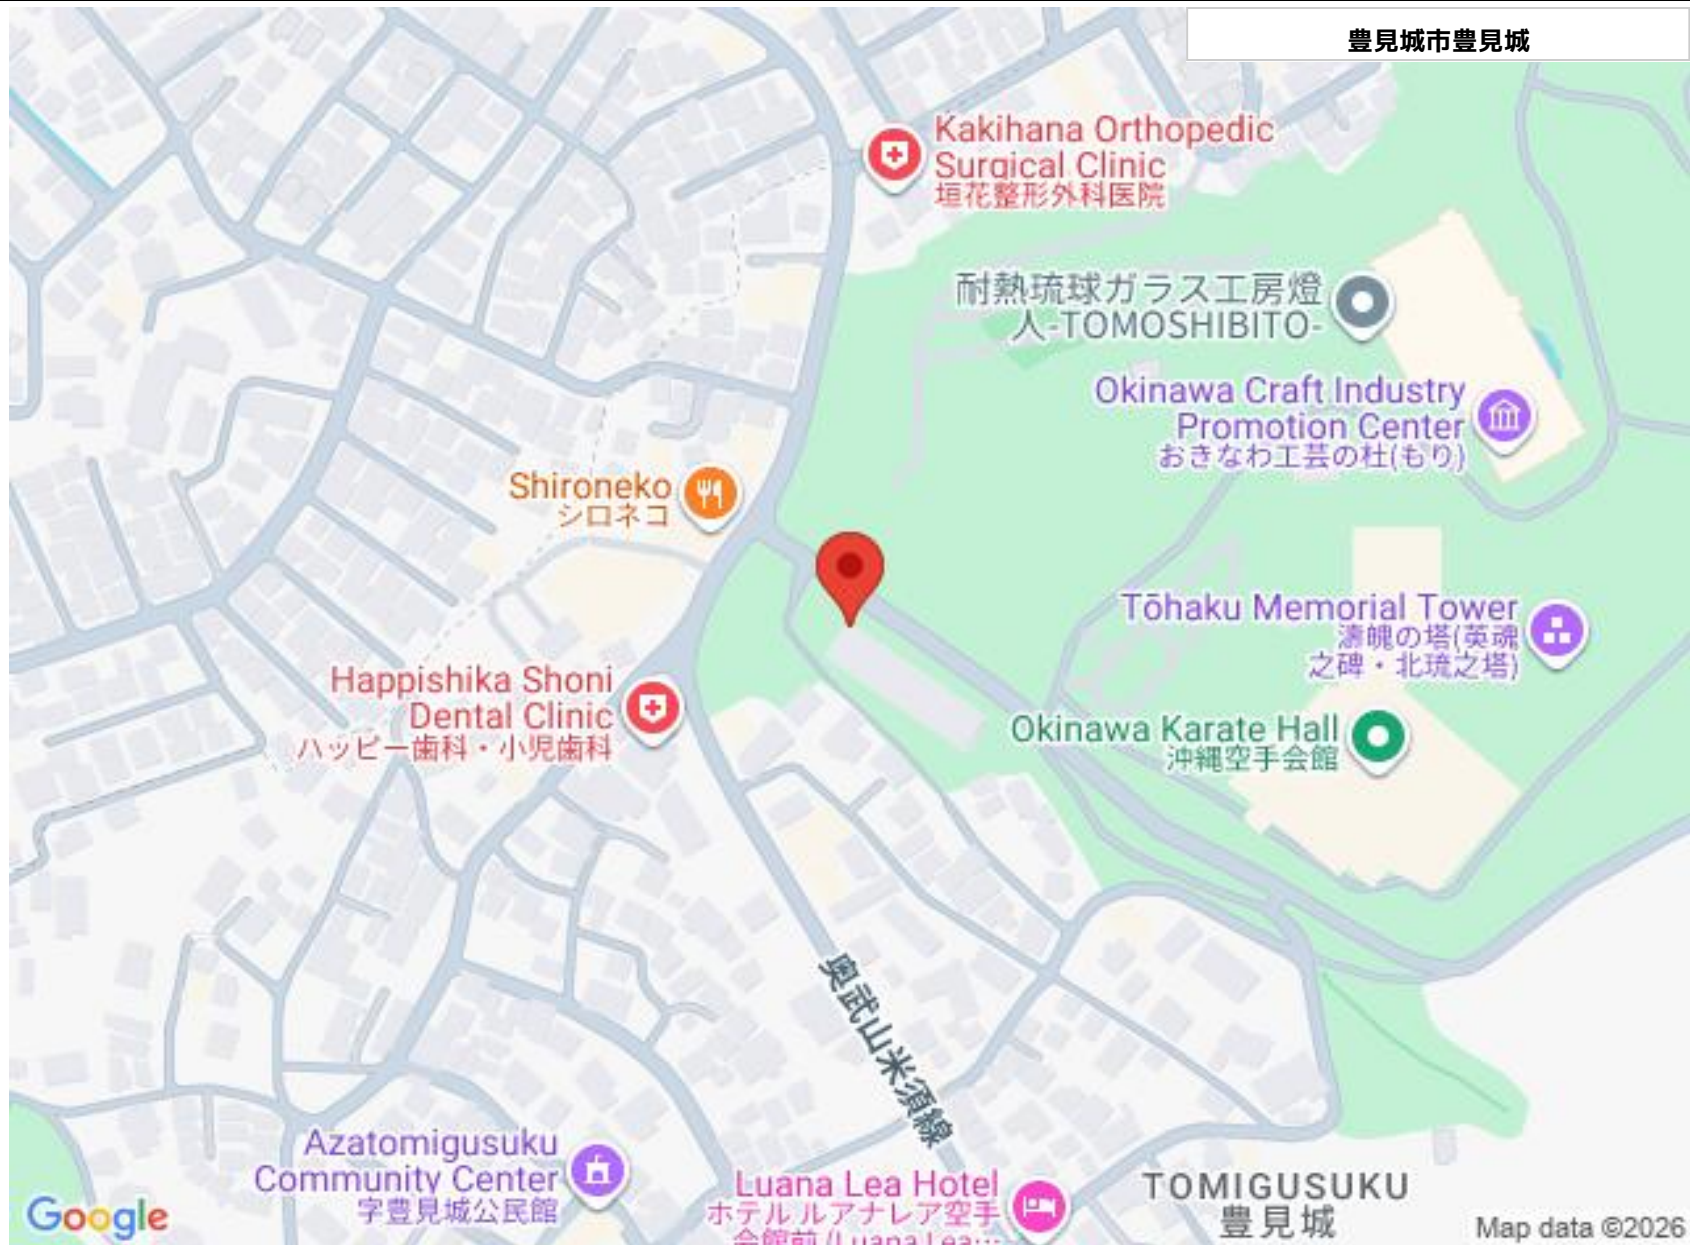 豊見城市豊見城
Kakihana Orthopedic
Surgical Clinic
垣花整形外科医院
耐熱琉球ガラス工房燈
人-TOMOSHIBITO-
Okinawa Craft Industry
Promotion Center
おきなわ工芸の杜(もり)
Shironeko
シロネコ
Tōhaku Memorial Tower
濤魄の塔(英魂
之碑・北琉之塔)
Happishika Shoni
Dental Clinic
ハッピー歯科・小児歯科
Okinawa Karate Hall
沖縄空手会館
奥武山米須線
Azatomigusuku
Community Center
字豊見城公民館
Luana Lea Hotel
ホテル ルアナレア空手
会館前 (Luana Lea…
TOMIGUSUKU
豊見城
Google
Map data ©2026